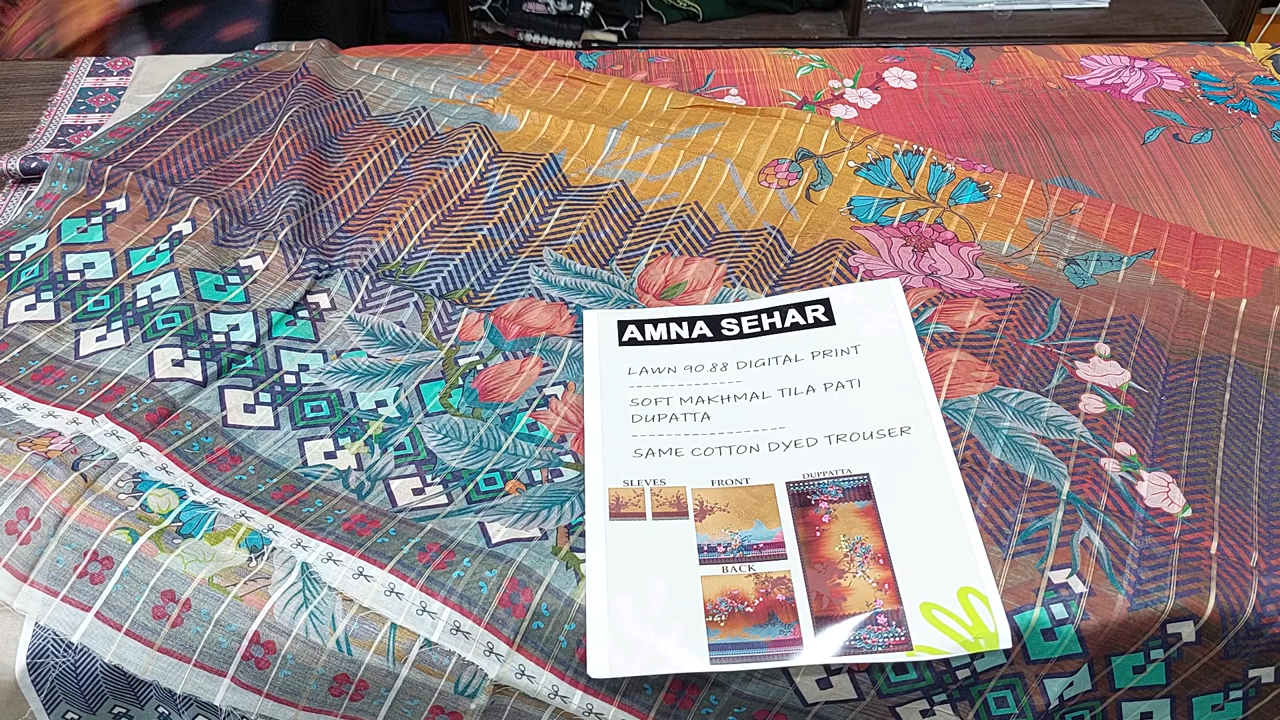 AMNA SEHAR
LAWN 90.88 DIGITAL PRINT
--------------
SOFT MAKHMAL TILA PATI
DUPATTA
-----------------
SAME COTTON DYED TROUSER
SLEVES
FRONT
DUPPATTA
BACK